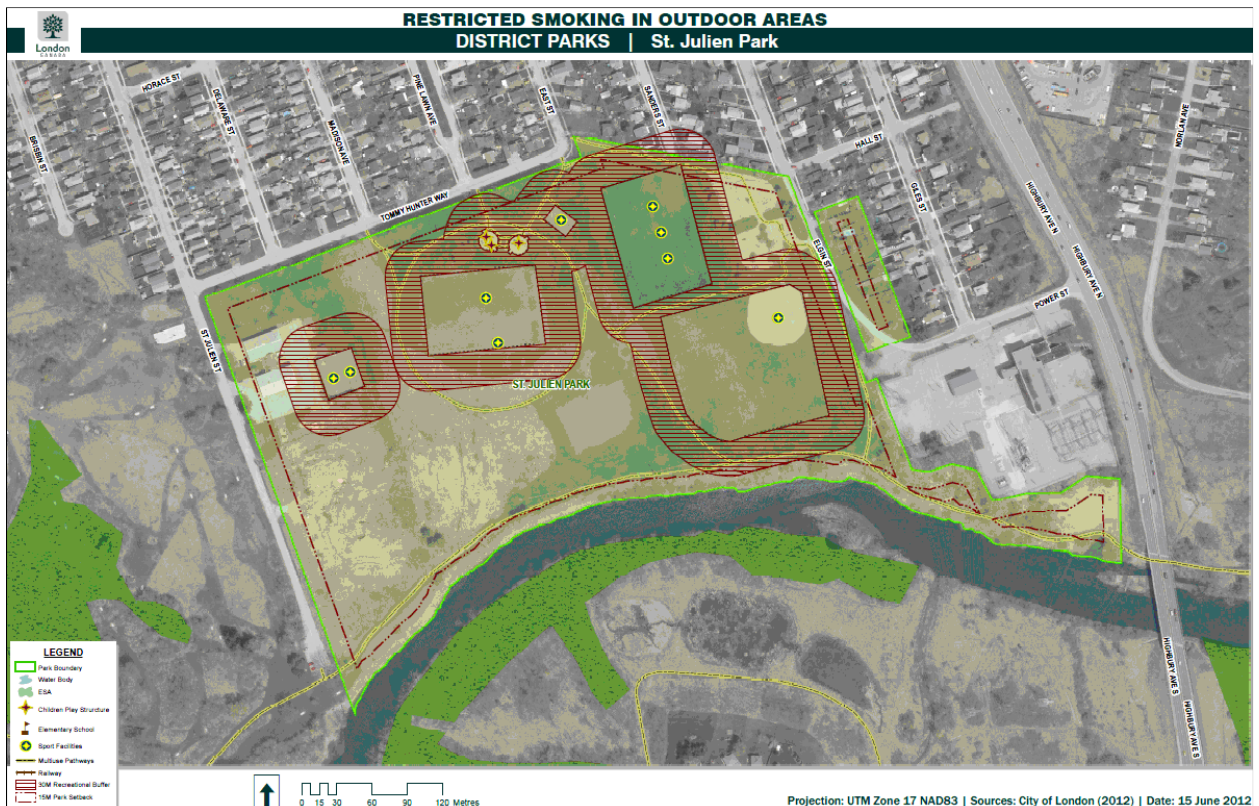 RESTRICTED SMOKING IN OUTDOOR AREAS
London
CANADA
DISTRICT PARKS | St. Julien Park
HORACE ST
DELAWARE ST
PINE LAWN AVE
EAST ST
SANDERS ST
BRISBIN ST
MADISON AVE
HALL ST
NORLAN AVE
TOMMY HUNTER WAY
GILES ST
HIGHBURY AVE N
HIGHBURY AVE N
ELGIN ST
POWER ST
ST JULIEN ST
ST. JULIEN PARK
HIGHBURY AVE S
HIGHBURY AVE S
LEGEND
Park Boundary
Water Body
ESA
Children Play Strurcture
Elementary School
Sport Facilities
Multiuse Pathways
Railway
30M Recreational Buffer
15M Park Setback
0 15 30 60 90 120 Metres
Projection: UTM Zone 17 NAD83 | Sources: City of London (2012) | Date: 15 June 2012